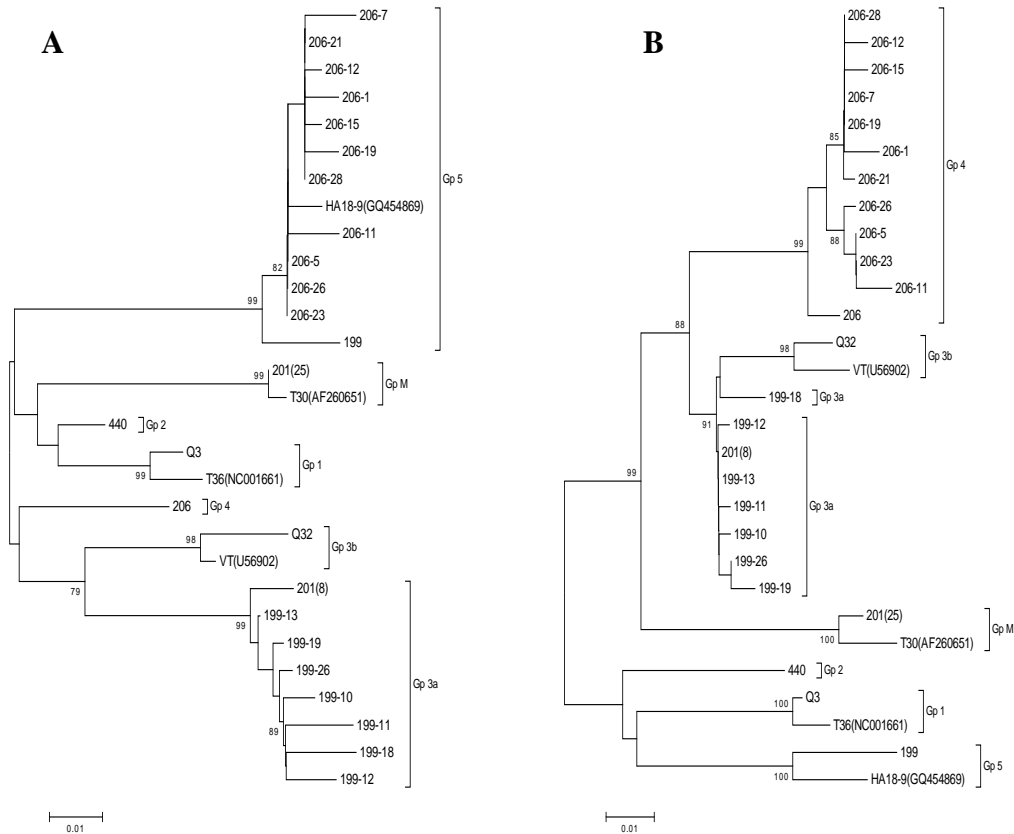 A
206-7
206-21
206-12
206-1
206-15
206-19
206-28
HA18-9(GQ454869)
206-11
206-5
206-26
206-23
199
Gp 5
82
99
201(25)
T30(AF260651)
Gp M
99
440
Gp 2
Q3
T36(NC001661)
Gp 1
99
206
Gp 4
Q32
VT(U56902)
Gp 3b
98
79
201(8)
199-13
199-19
199-26
199-10
199-11
199-18
199-12
Gp 3a
99
89
0.01
B
206-28
206-12
206-15
206-7
206-19
206-1
206-21
206-26
206-5
206-23
206-11
206
Gp 4
85
88
99
88
Q32
VT(U56902)
Gp 3b
98
199-18
Gp 3a
91
199-12
201(8)
199-13
199-11
199-10
199-26
199-19
Gp 3a
99
201(25)
T30(AF260651)
Gp M
100
440
Gp 2
Q3
T36(NC001661)
Gp 1
100
199
HA18-9(GQ454869)
Gp 5
100
0.01